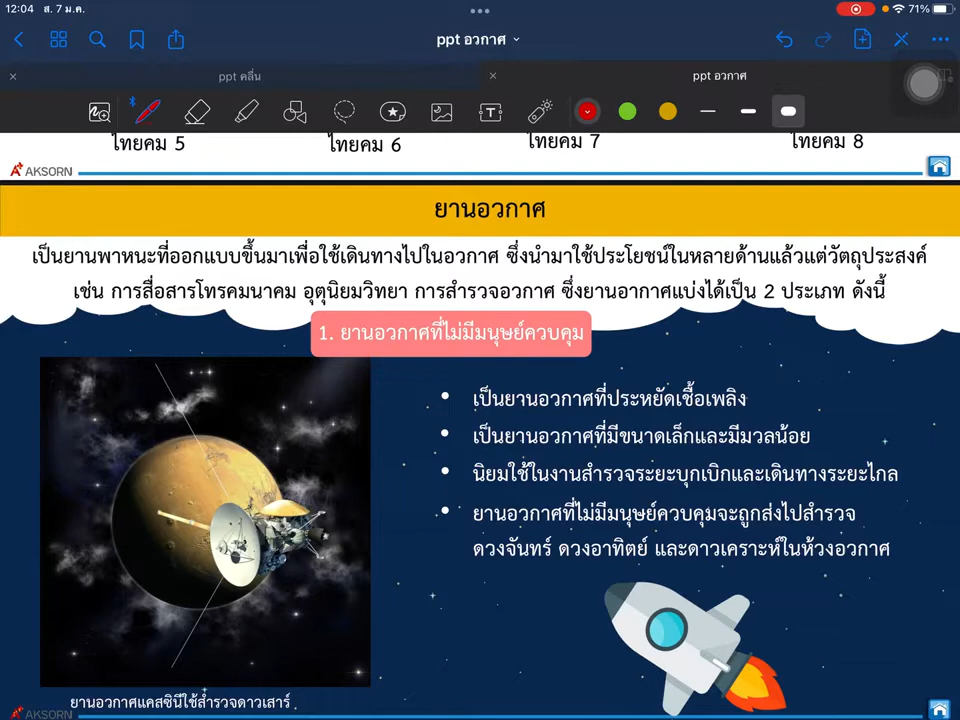 12:04 ส. 7 ม.ค.
71%
ppt อวกาศ
ppt คลื่น
ppt อวกาศ
ไทยคม 5
ไทยคม 6
ไทยคม 7
ไทยคม 8
AKSORN
ยานอวกาศ
เป็นยานพาหนะที่ออกแบบขึ้นมาเพื่อใช้เดินทางไปในอวกาศ ซึ่งนำมาใช้ประโยชน์ในหลายด้านแล้วแต่วัตถุประสงค์
เช่น การสื่อสารโทรคมนาคม อุตุนิยมวิทยา การสำรวจอวกาศ ซึ่งยานอากาศแบ่งได้เป็น 2 ประเภท ดังนี้
1. ยานอวกาศที่ไม่มีมนุษย์ควบคุม
• เป็นยานอวกาศที่ประหยัดเชื้อเพลิง
• เป็นยานอวกาศที่มีขนาดเล็กและมีมวลน้อย
• นิยมใช้ในงานสำรวจระยะบุกเบิกและเดินทางระยะไกล
• ยานอวกาศที่ไม่มีมนุษย์ควบคุมจะถูกส่งไปสำรวจ
ดวงจันทร์ ดวงอาทิตย์ และดาวเคราะห์ในห้วงอวกาศ
ยานอวกาศแคสซินีใช้สำรวจดาวเสาร์
AKSORN